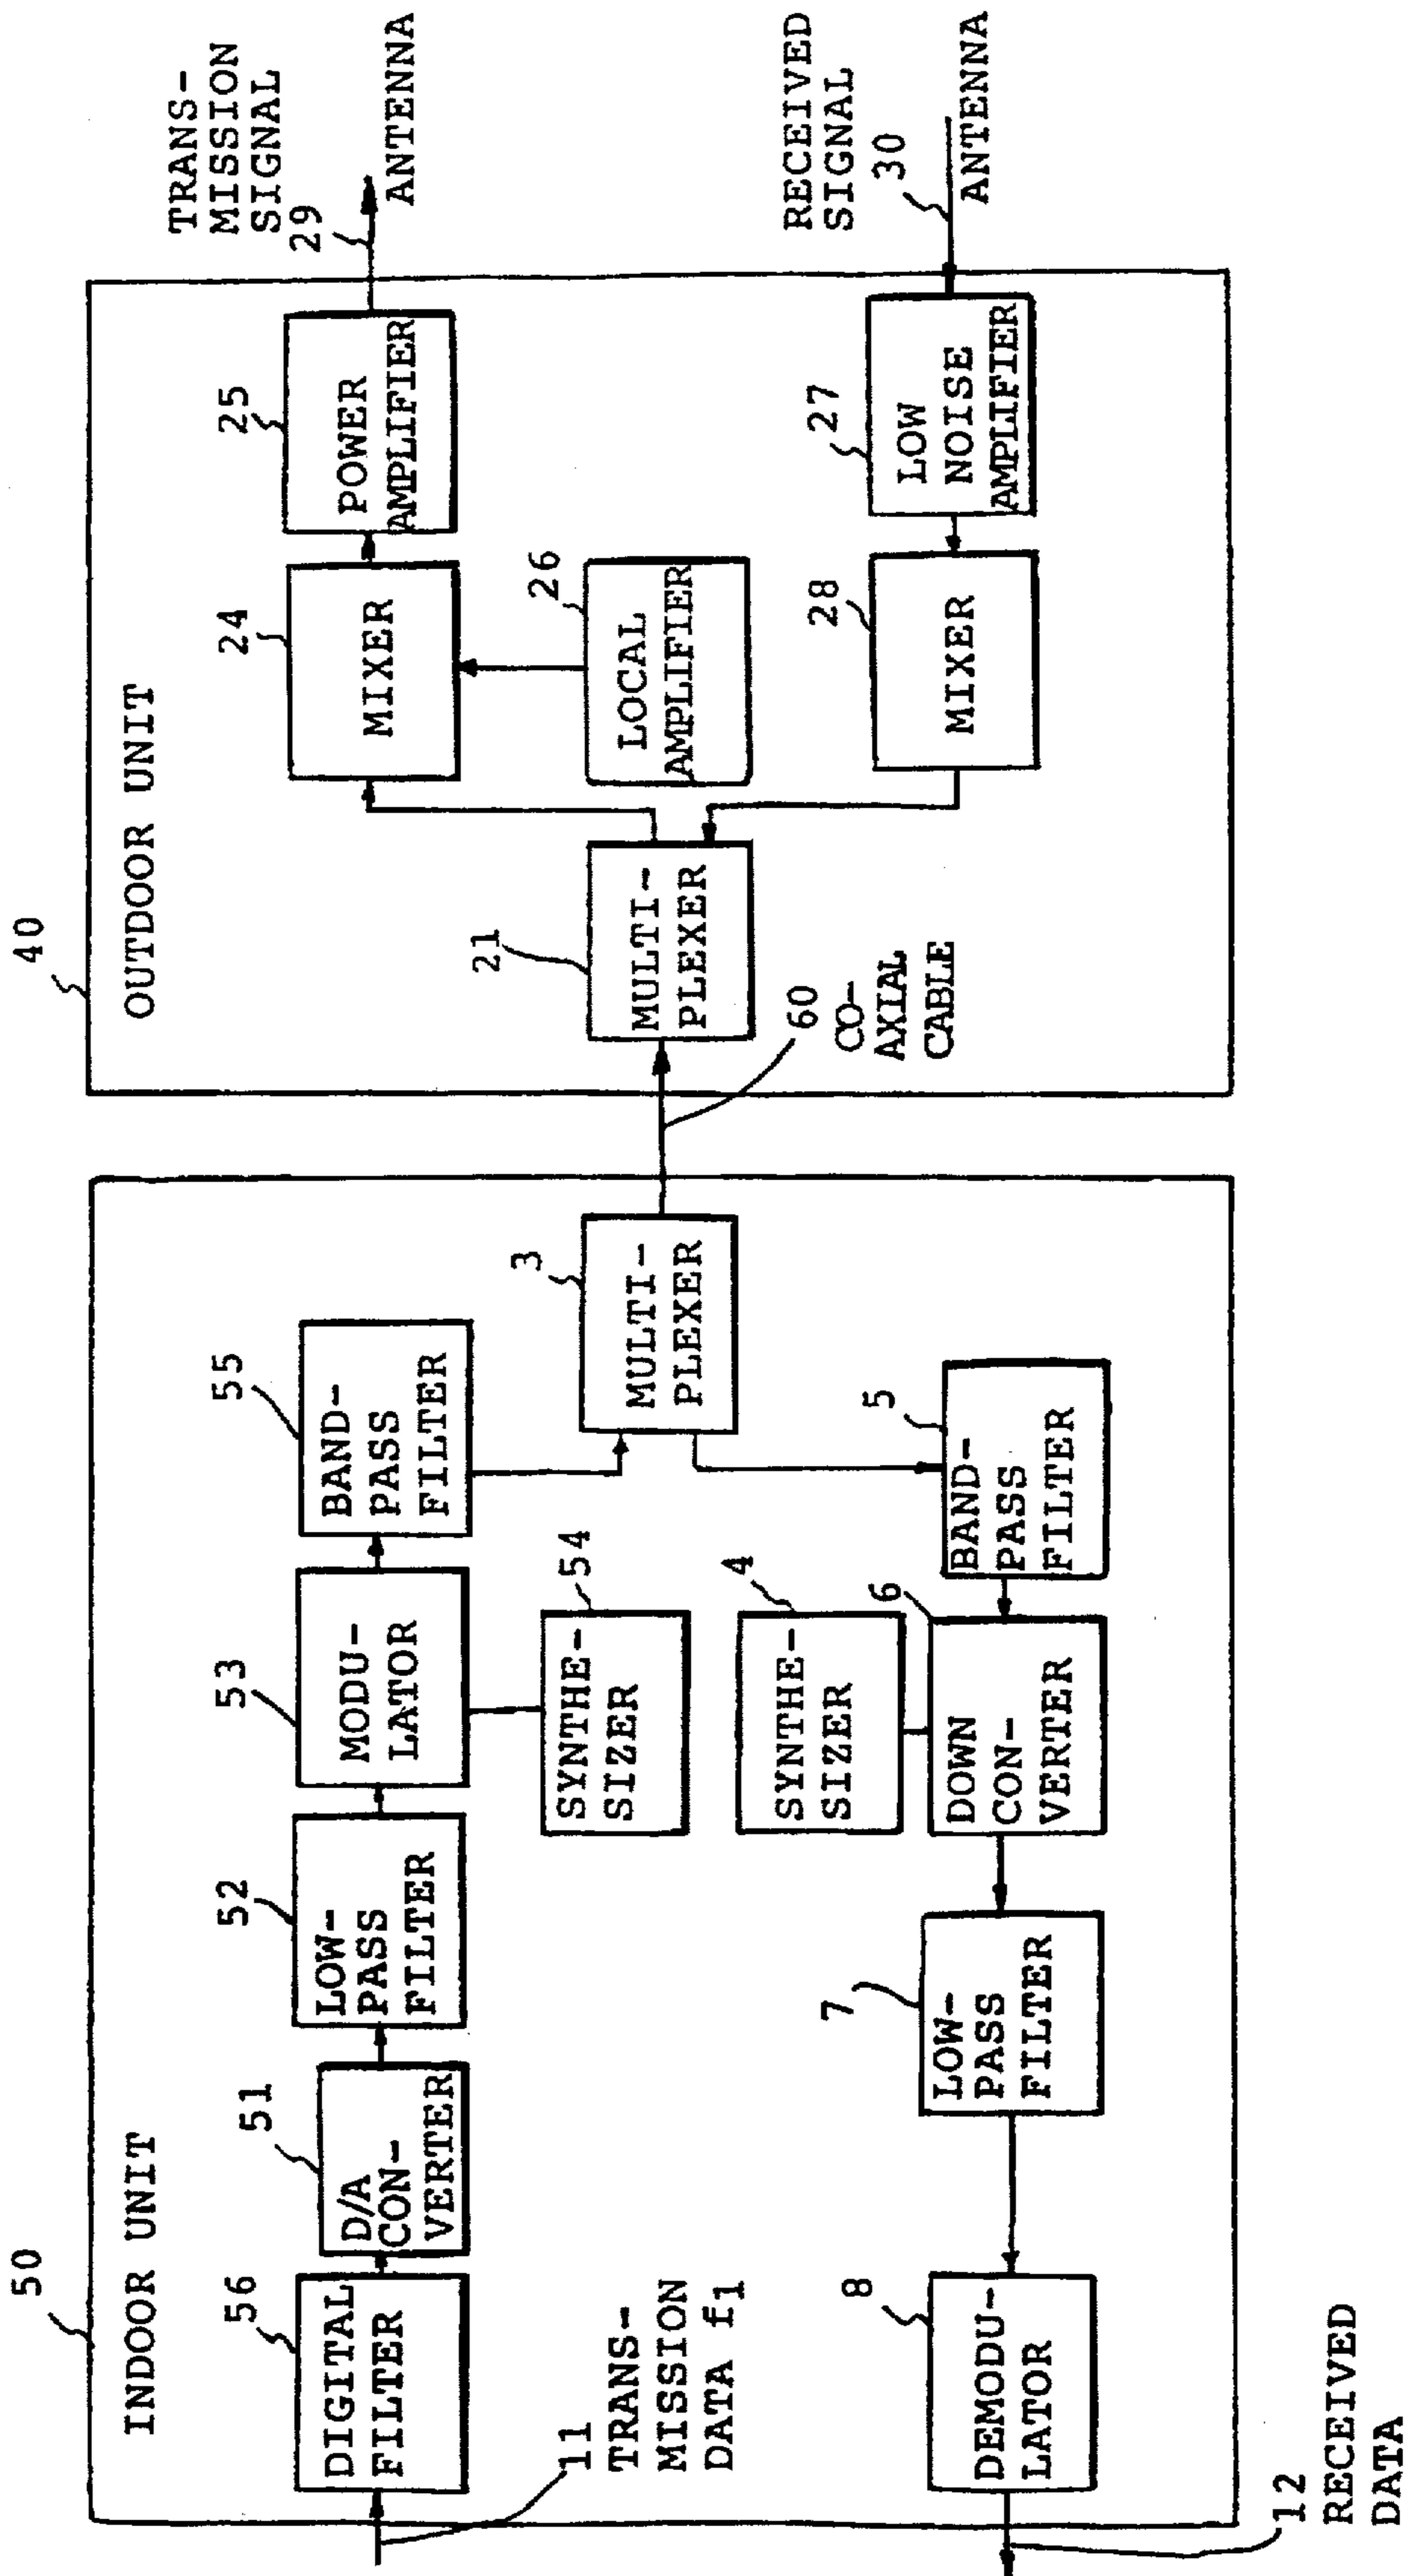 50
INDOOR UNIT
56
DIGITAL
FILTER
51
D/A
CON-
VERTER
52
LOW-
PASS
FILTER
53
MODU-
LATOR
55
BAND-
PASS
FILTER
11
TRANS-
MISSION
DATA f1
SYNTHE-
SIZER
54
3
MULTI-
PLEXER
SYNTHE-
SIZER
4
8
DEMODU-
LATOR
7
LOW-
PASS
FILTER
6
DOWN
CON-
VERTER
5
BAND-
PASS
FILTER
12
RECEIVED
DATA
40
OUTDOOR UNIT
60
CO-
AXIAL
CABLE
21
MULTI-
PLEXER
24
MIXER
25
POWER
AMPLIFIER
26
LOCAL
AMPLIFIER
28
MIXER
27
LOW
NOISE
AMPLIFIER
TRANS-
MISSION
SIGNAL
29
ANTENNA
RECEIVED
SIGNAL
30
ANTENNA